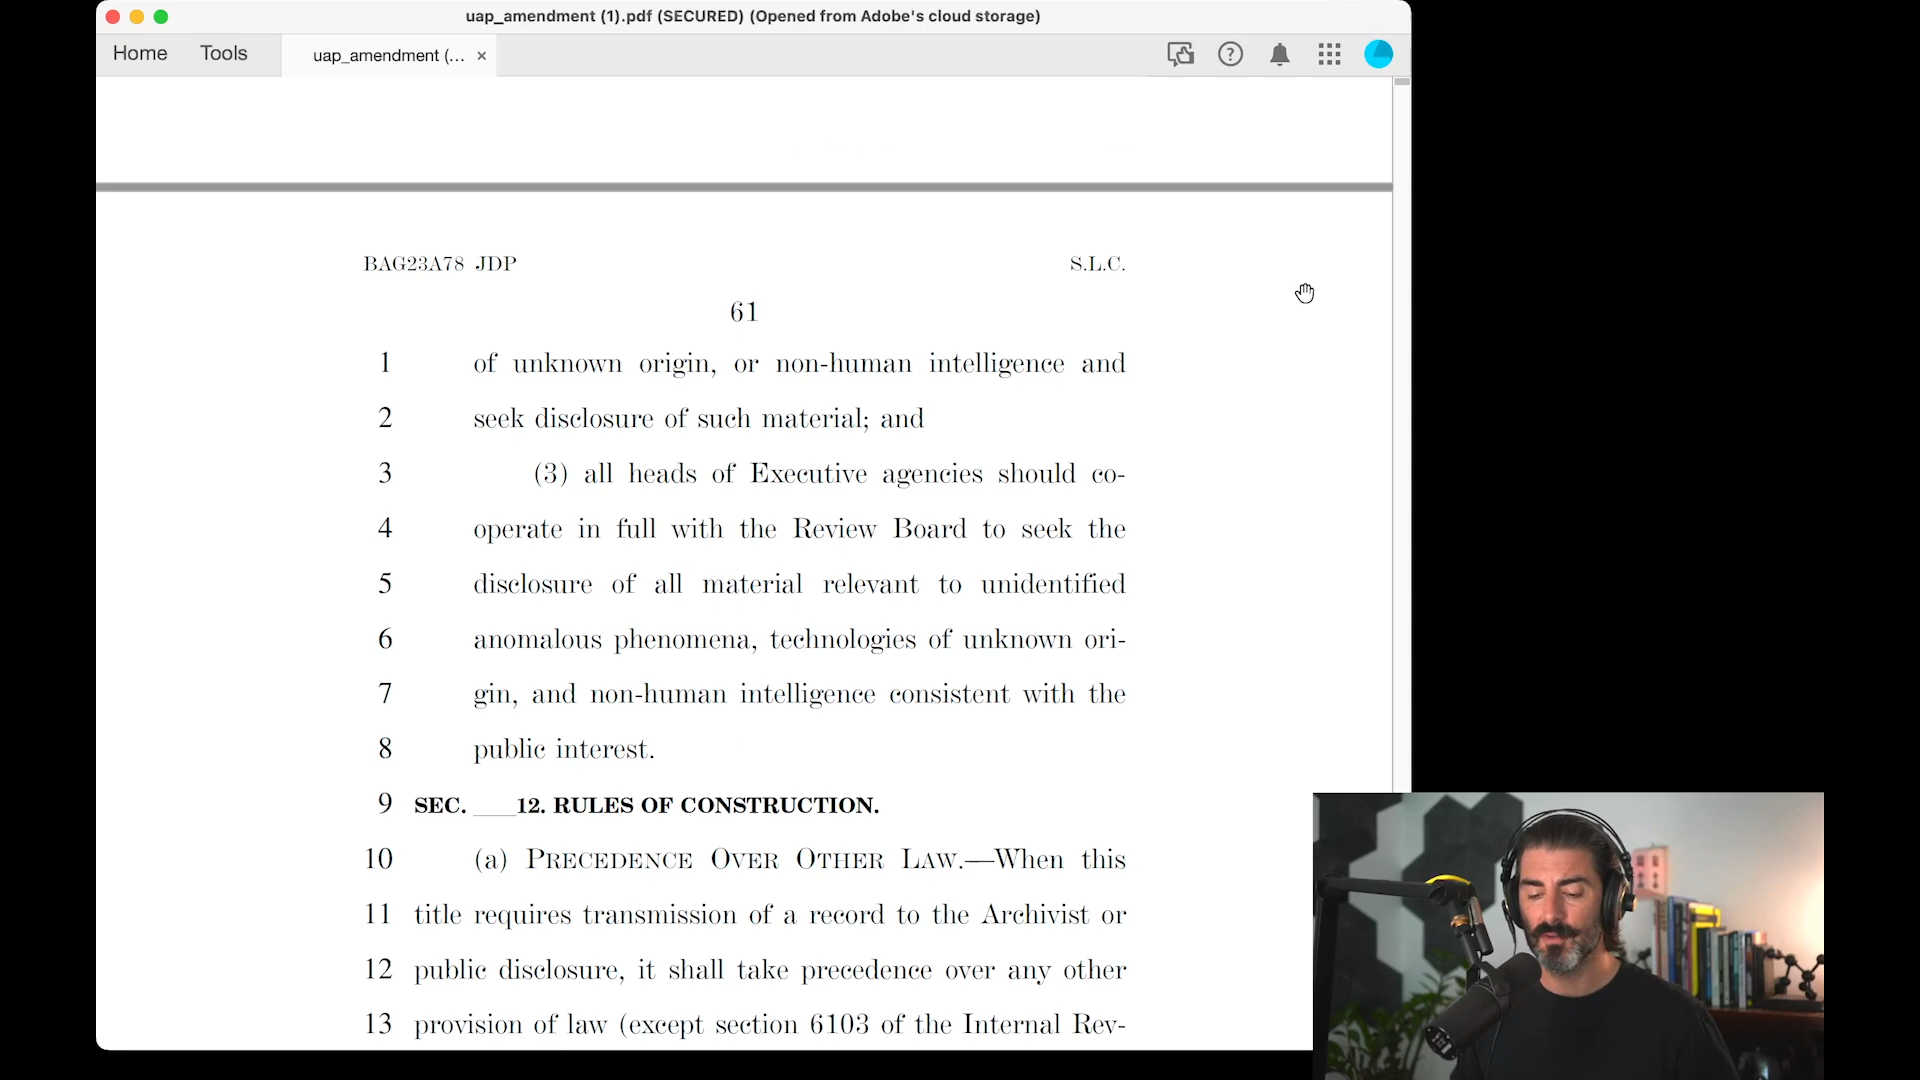 uap_amendment (1).pdf (SECURED) (Opened from Adobe's cloud storage)
Home Tools uap_amendment (... ×
BAG23A78 JDP S.L.C.
61
1 of unknown origin, or non-human intelligence and
2 seek disclosure of such material; and
3 (3) all heads of Executive agencies should co-
4 operate in full with the Review Board to seek the
5 disclosure of all material relevant to unidentified
6 anomalous phenomena, technologies of unknown ori-
7 gin, and non-human intelligence consistent with the
8 public interest.
9 SEC. ___12. RULES OF CONSTRUCTION.
10 (a) PRECEDENCE OVER OTHER LAW.—When this
11 title requires transmission of a record to the Archivist or
12 public disclosure, it shall take precedence over any other
13 provision of law (except section 6103 of the Internal Rev-